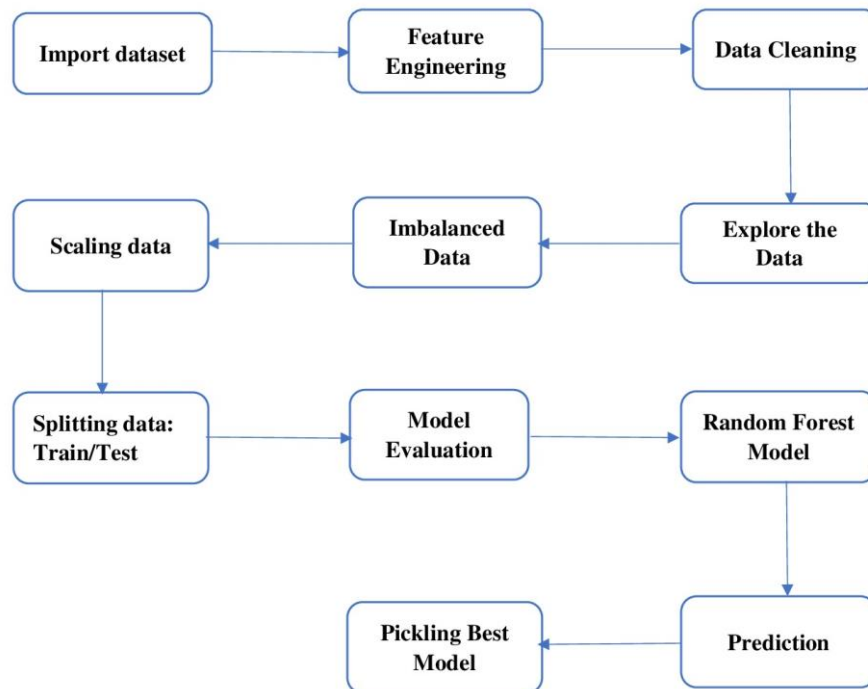 Import dataset
Feature
Engineering
Data Cleaning
Explore the
Data
Imbalanced
Data
Scaling data
Splitting data:
Train/Test
Model
Evaluation
Random Forest
Model
Prediction
Pickling Best
Model